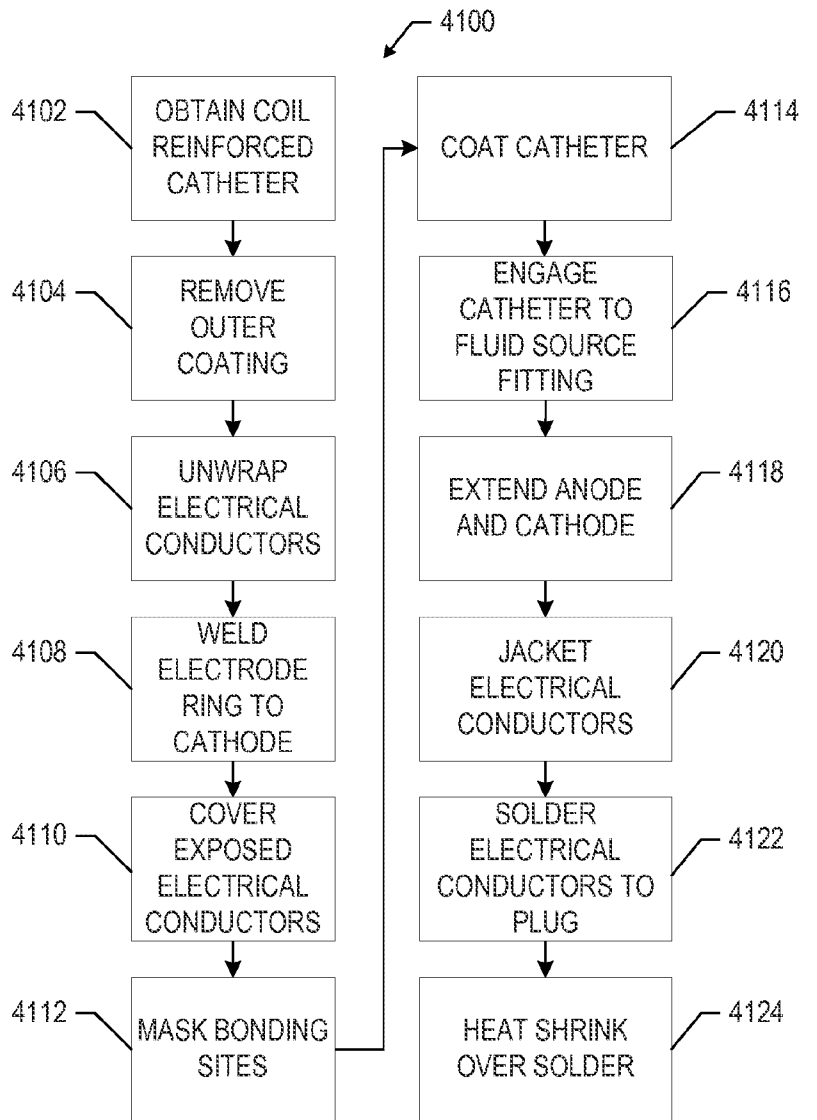 4100
4102
OBTAIN COIL
REINFORCED
CATHETER
4104
REMOVE
OUTER
COATING
4106
UNWRAP
ELECTRICAL
CONDUCTORS
4108
WELD
ELECTRODE
RING TO
CATHODE
4110
COVER
EXPOSED
ELECTRICAL
CONDUCTORS
4112
MASK BONDING
SITES
4114
COAT CATHETER
4116
ENGAGE
CATHETER TO
FLUID SOURCE
FITTING
4118
EXTEND ANODE
AND CATHODE
4120
JACKET
ELECTRICAL
CONDUCTORS
4122
SOLDER
ELECTRICAL
CONDUCTORS TO
PLUG
4124
HEAT SHRINK
OVER SOLDER